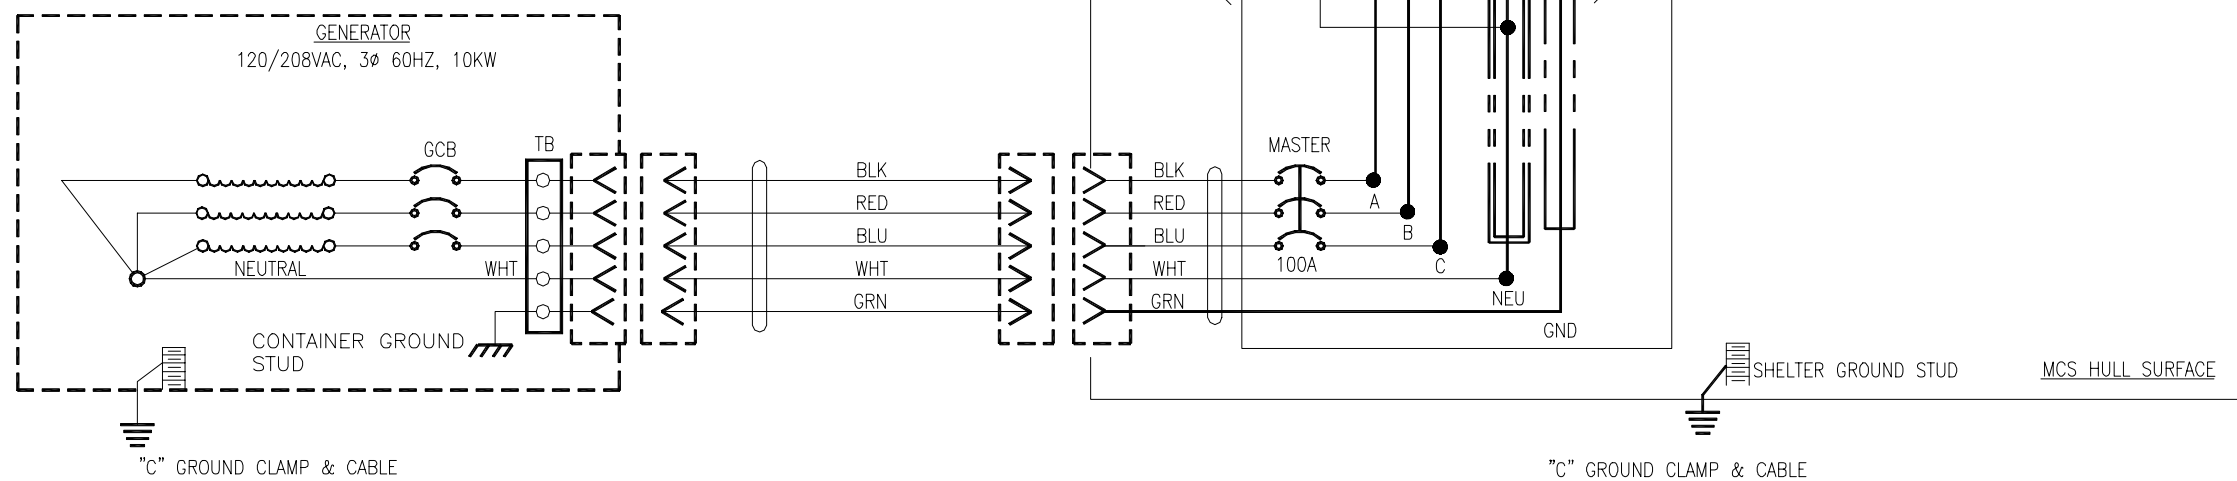 GENERATOR
120/208VAC, 3Ø 60HZ, 10KW
GCB
TB
NEUTRAL
WHT
CONTAINER GROUND
STUD
"C" GROUND CLAMP & CABLE
BLK
RED
BLU
WHT
GRN
BLK
RED
BLU
WHT
GRN
MASTER
100A
A
B
C
NEU
GND
SHELTER GROUND STUD
MCS HULL SURFACE
"C" GROUND CLAMP & CABLE